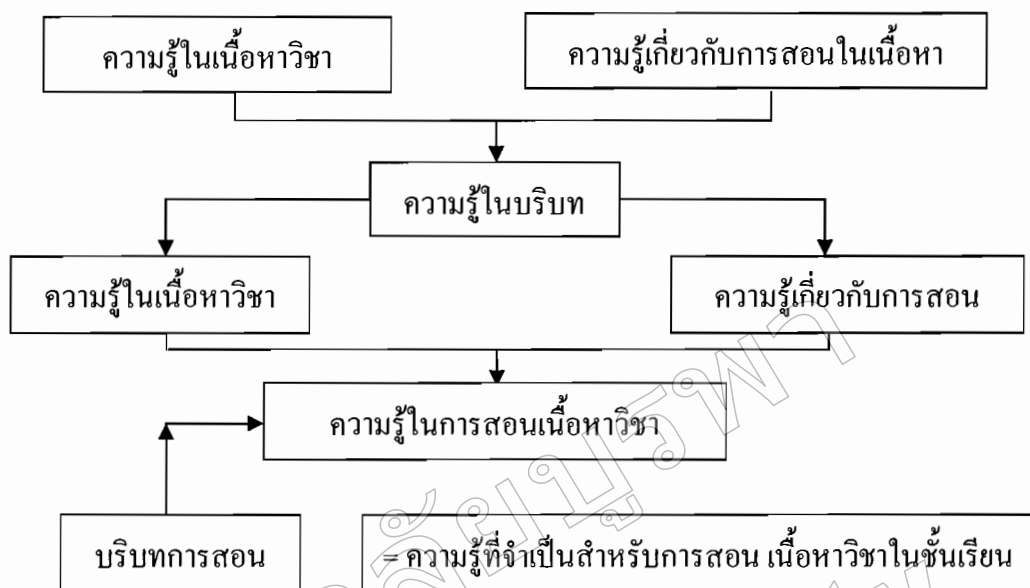 ความรู้ในเนื้อหาวิชา
ความรู้เกี่ยวกับการสอนในเนื้อหา
ความรู้ในบริบท
ความรู้ในเนื้อหาวิชา
ความรู้เกี่ยวกับการสอน
ความรู้ในการสอนเนื้อหาวิชา
บริบทการสอน
= ความรู้ที่จำเป็นสำหรับการสอน เนื้อหาวิชาในชั้นเรียน